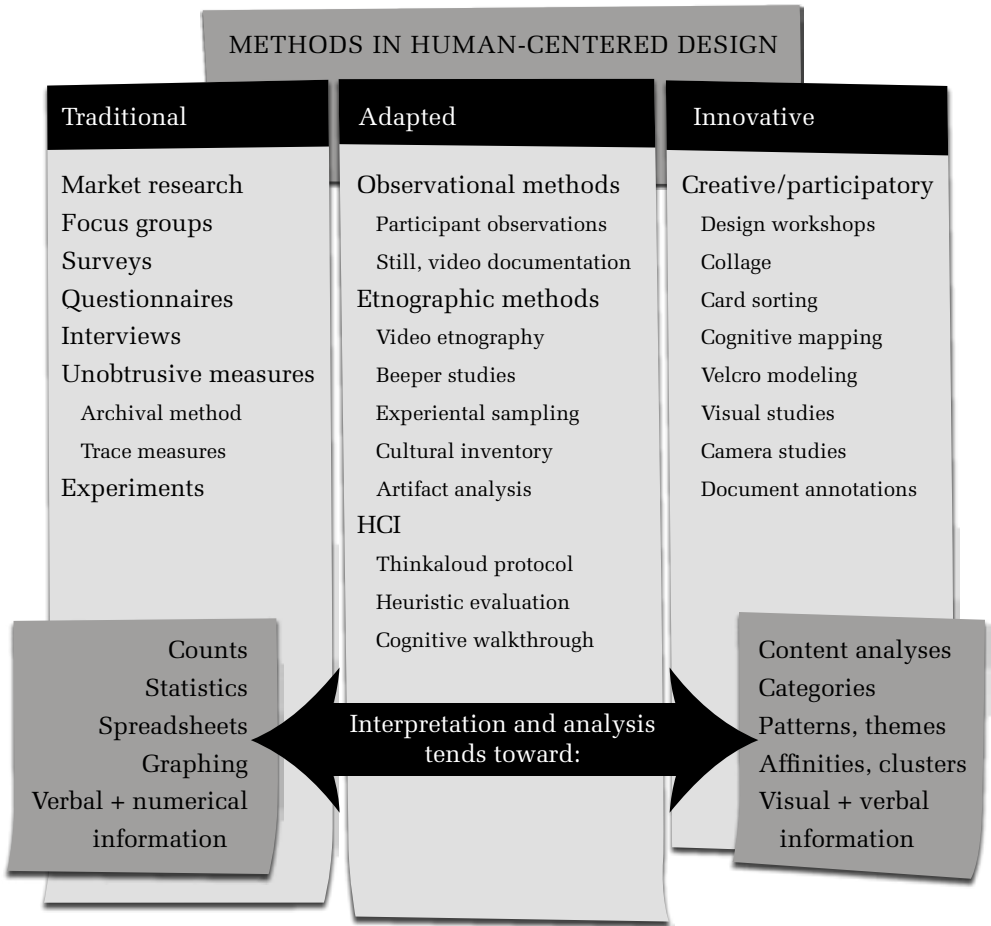 METHODS IN HUMAN-CENTERED DESIGN
Traditional
Market research
Focus groups
Surveys
Questionnaires
Interviews
Unobtrusive measures
Archival method
Trace measures
Experiments
Adapted
Observational methods
Participant observations
Still, video documentation
Etnographic methods
Video etnography
Beeper studies
Experiental sampling
Cultural inventory
Artifact analysis
HCI
Thinkaloud protocol
Heuristic evaluation
Cognitive walkthrough
Innovative
Creative/participatory
Design workshops
Collage
Card sorting
Cognitive mapping
Velcro modeling
Visual studies
Camera studies
Document annotations
Interpretation and analysis
tends toward:
Counts
Statistics
Spreadsheets
Graphing
Verbal + numerical
information
Content analyses
Categories
Patterns, themes
Affinities, clusters
Visual + verbal
information